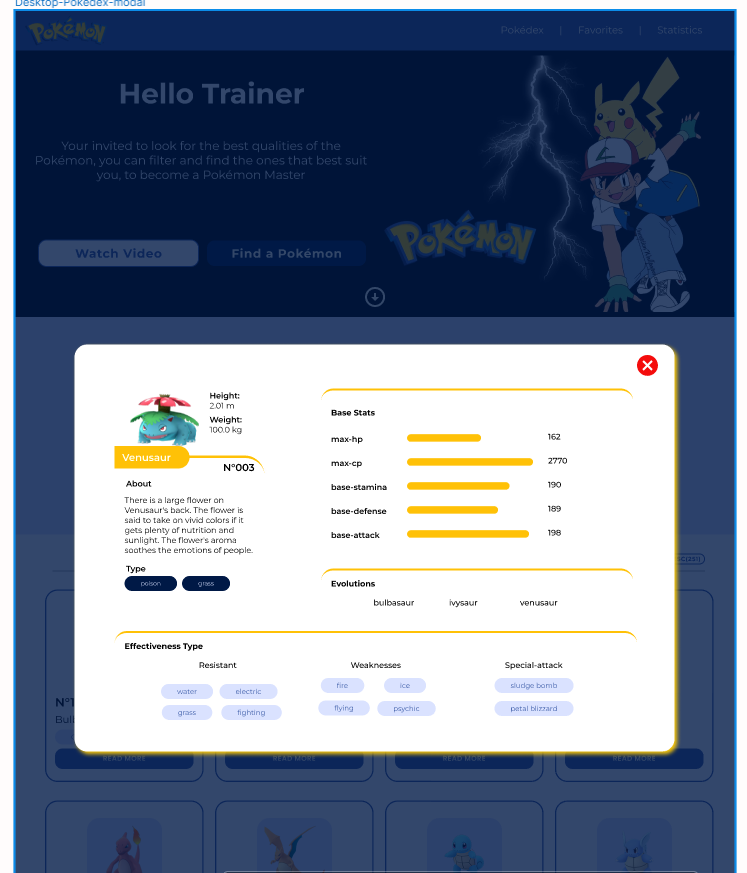 Desktop-Pokedex-modal
POKÉMON
Pokedex | Favorites | Statistics
Hello Trainer
Your invited to look for the best qualities of the
Pokémon, you can filter and find the ones that best suit
you, to become a Pokémon Master
POKÉMON
Watch Video
Find a Pokémon
Height:
2.01 m
Weight:
100.0 kg
Venusaur
N°003
About
There is a large flower on
Venusaur's back. The flower is
said to take on vivid colors if it
gets plenty of nutrition and
sunlight. The flower's aroma
soothes the emotions of people.
Type
poison
grass
Base Stats
max-hp 162
max-cp 2770
base-stamina 190
base-defense 189
base-attack 198
Evolutions
bulbasaur ivysaur venusaur
Effectiveness Type
Resistant
water electric
grass fighting
Weaknesses
fire ice
flying psychic
Special-attack
sludge bomb
petal blizzard
READ MORE
READ MORE
READ MORE
READ MORE